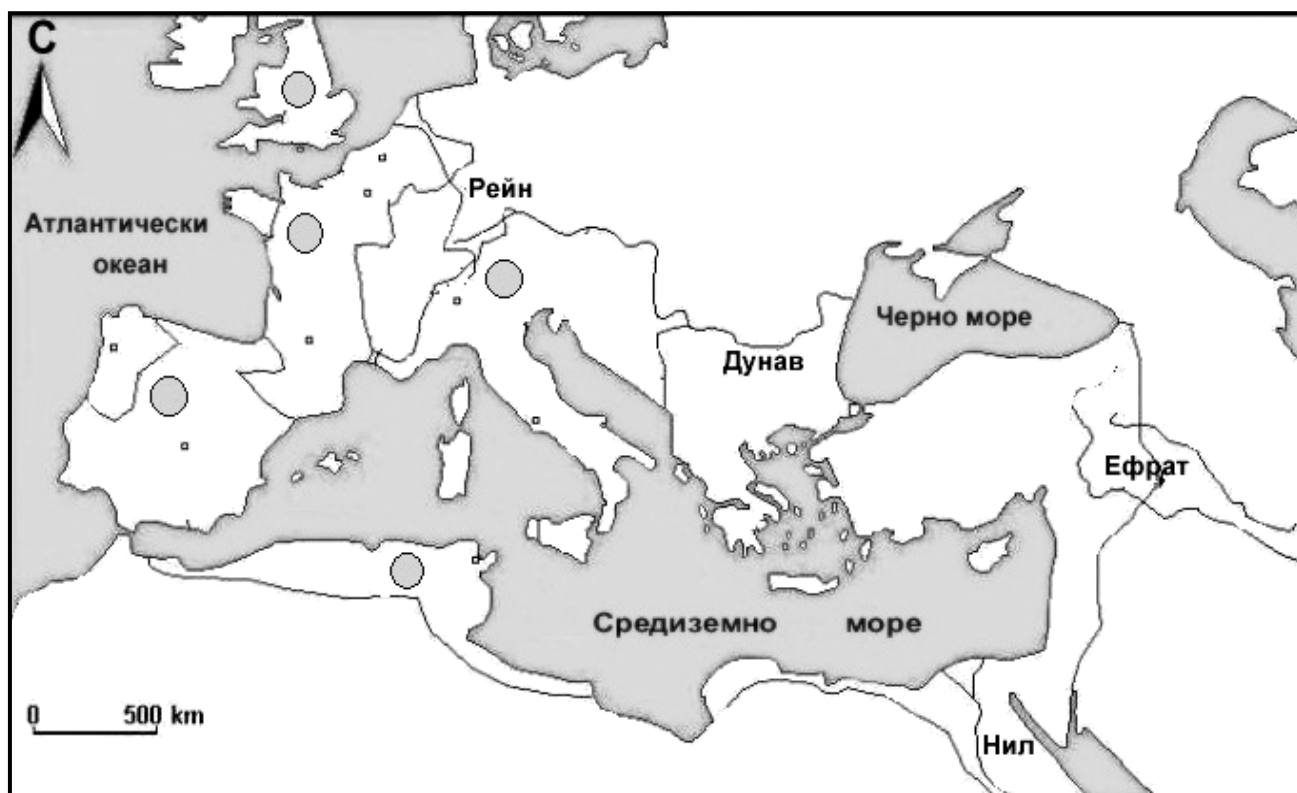 С
Рейн
Атлантически
океан
Черно море
Дунав
Ефрат
Средиземно море
0 500 km
Нил